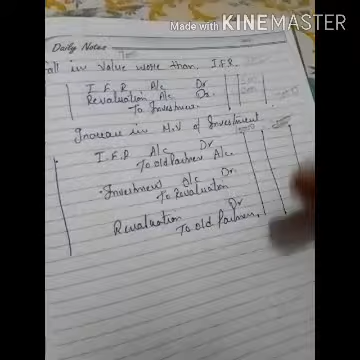 Made with KINEMASTER
Daily Notes
Fall in Value more than I.F.R.
I.F.R A/c Dr
Revaluation A/c Dr
To Investment
Increase in M.V of Investment
I.F.R A/c Dr
To Old Partners A/c
Investment A/c Dr
To Revaluation
Revaluation Dr
To Old Partners